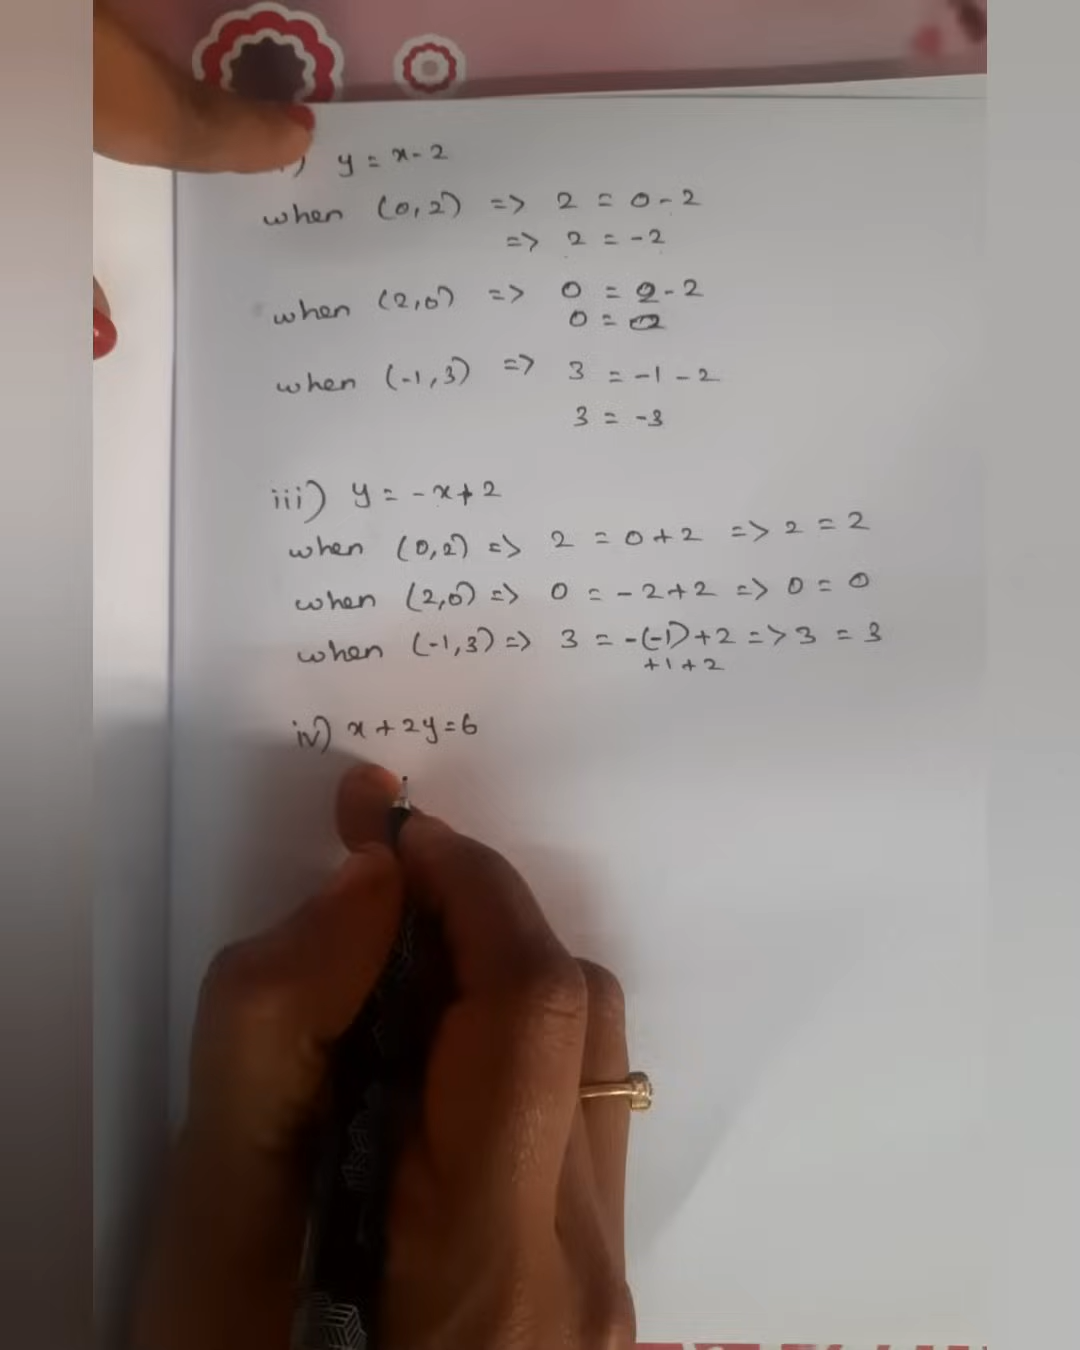 ) y = x - 2
when (0,2) => 2 = 0 - 2
=> 2 = -2
when (2,0) => 0 = 2 - 2
0 = 0
when (-1,3) => 3 = -1 - 2
3 = -3
iii) y = -x + 2
when (0,2) => 2 = 0 + 2 => 2 = 2
when (2,0) => 0 = -2+2 => 0 = 0
when (-1,3) => 3 = -(-1)+2 => 3 = 3
+1+2
iv) x + 2y = 6